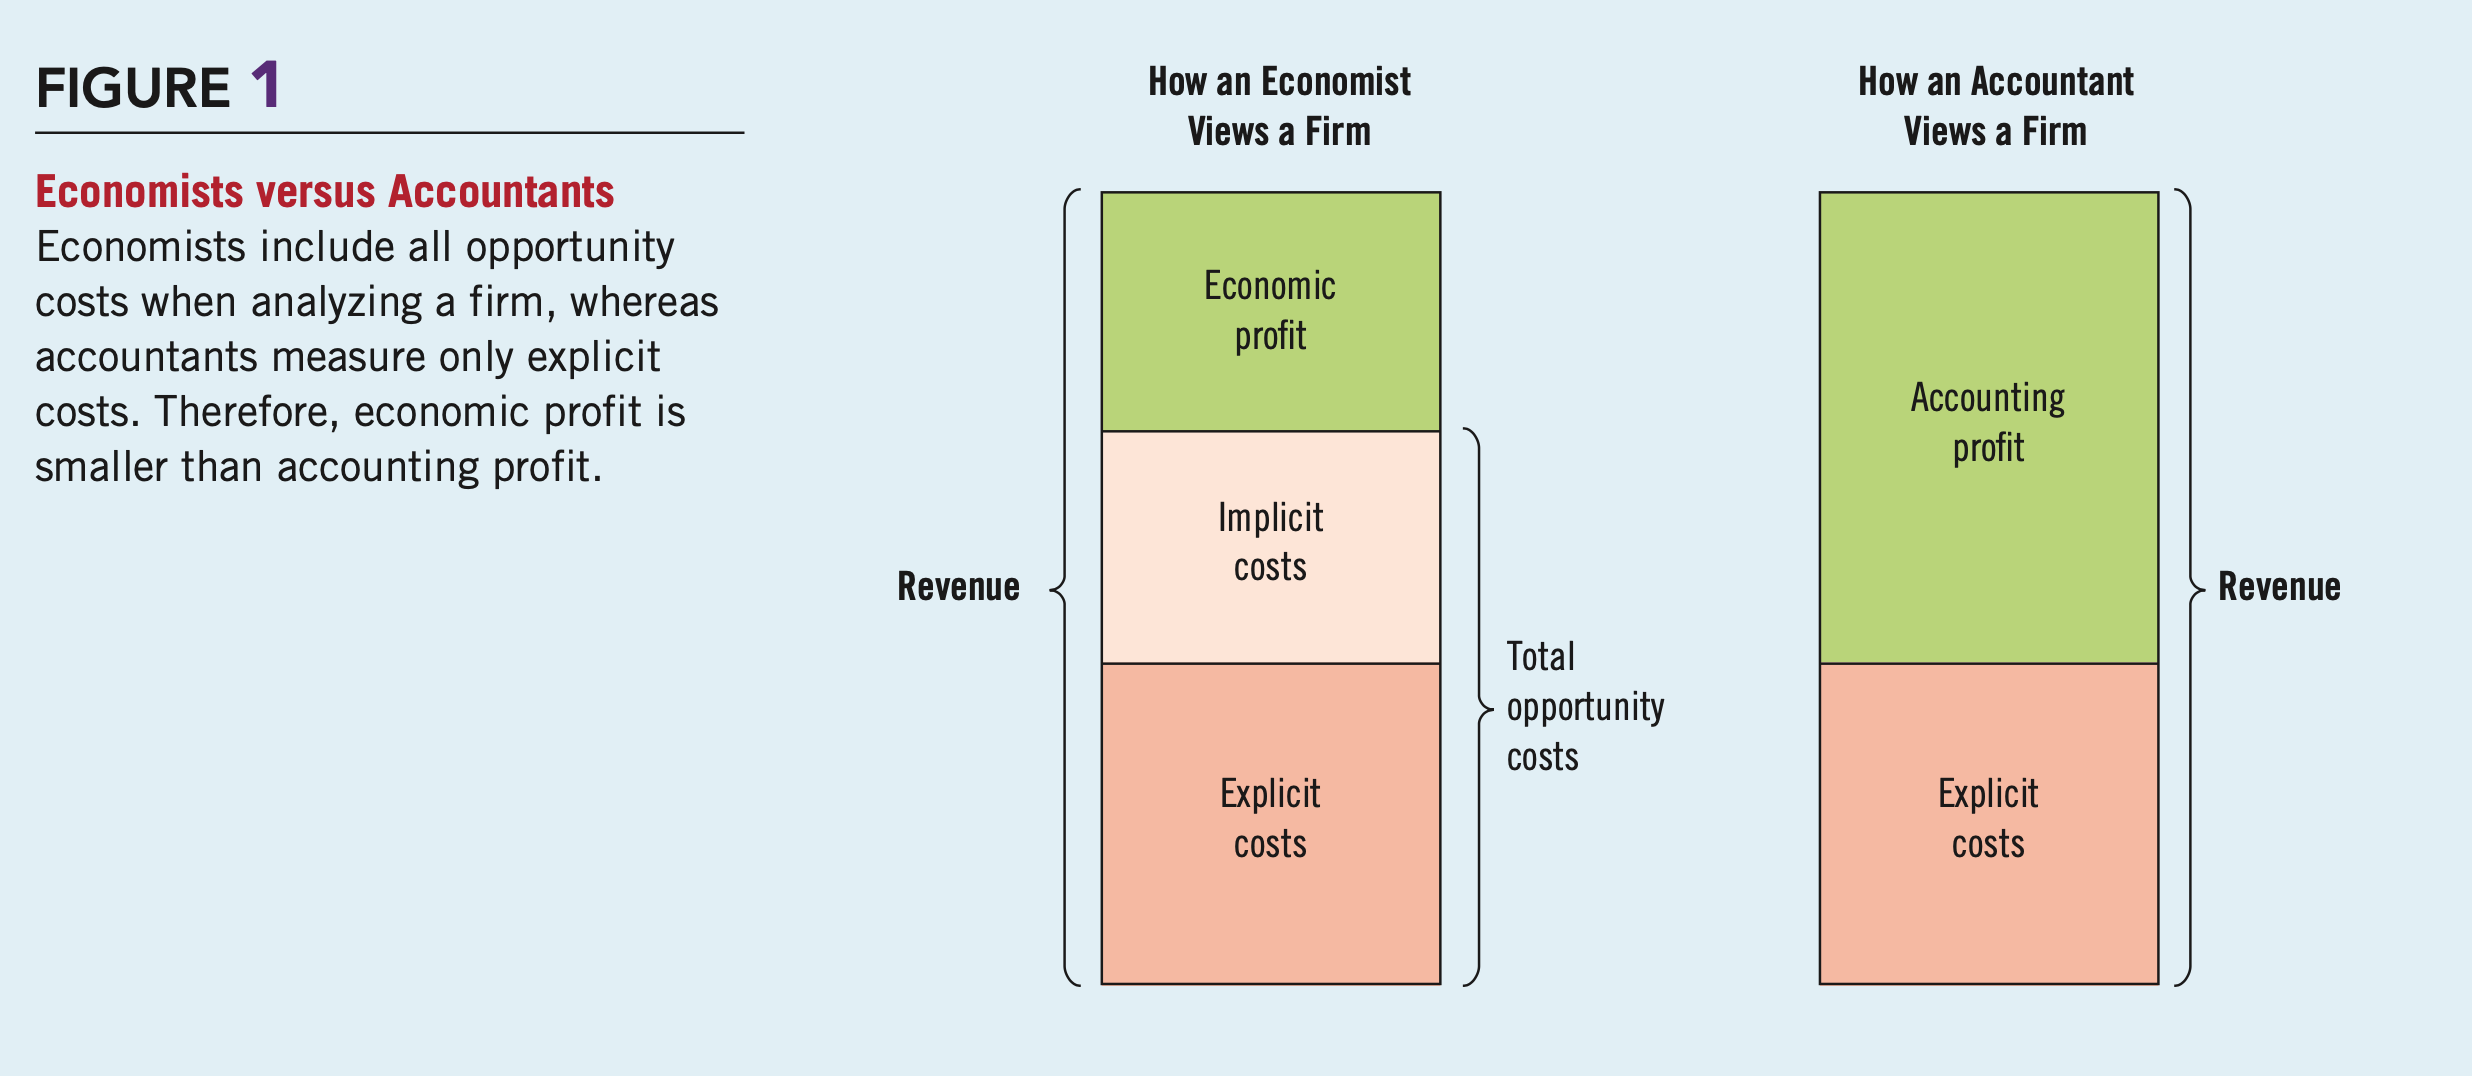 FIGURE 1
Economists versus Accountants
Economists include all opportunity
costs when analyzing a firm, whereas
accountants measure only explicit
costs. Therefore, economic profit is
smaller than accounting profit.
How an Economist
Views a Firm
Economic
profit
Implicit
costs
Explicit
costs
Revenue
Total
opportunity
costs
How an Accountant
Views a Firm
Accounting
profit
Explicit
costs
Revenue